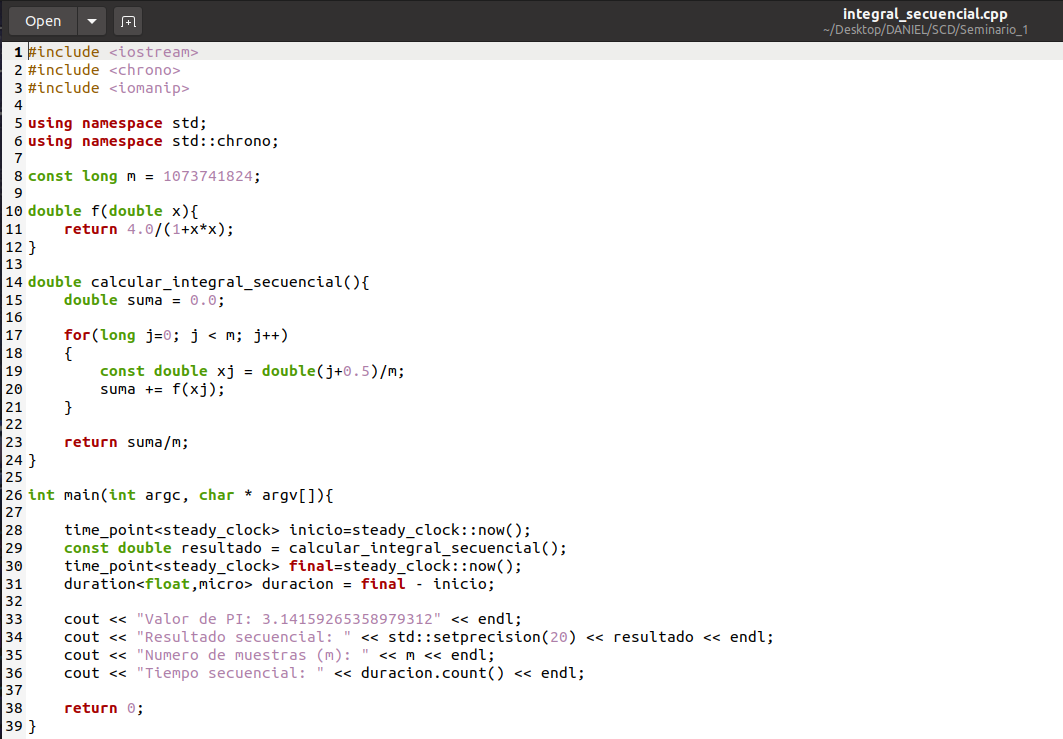 Open
integral_secuencial.cpp
~/Desktop/DANIEL/SCD/Seminario_1
1 #include <iostream>
2 #include <chrono>
3 #include <iomanip>
4
5 using namespace std;
6 using namespace std::chrono;
7
8 const long m = 1073741824;
9
10 double f(double x){
11     return 4.0/(1+x*x);
12 }
13
14 double calcular_integral_secuencial(){
15     double suma = 0.0;
16
17     for(long j=0; j < m; j++)
18     {
19         const double xj = double(j+0.5)/m;
20         suma += f(xj);
21     }
22
23     return suma/m;
24 }
25
26 int main(int argc, char * argv[]){
27
28     time_point<steady_clock> inicio=steady_clock::now();
29     const double resultado = calcular_integral_secuencial();
30     time_point<steady_clock> final=steady_clock::now();
31     duration<float,micro> duracion = final - inicio;
32
33     cout << "Valor de PI: 3.14159265358979312" << endl;
34     cout << "Resultado secuencial: " << std::setprecision(20) << resultado << endl;
35     cout << "Numero de muestras (m): " << m << endl;
36     cout << "Tiempo secuencial: " << duracion.count() << endl;
37
38     return 0;
39 }